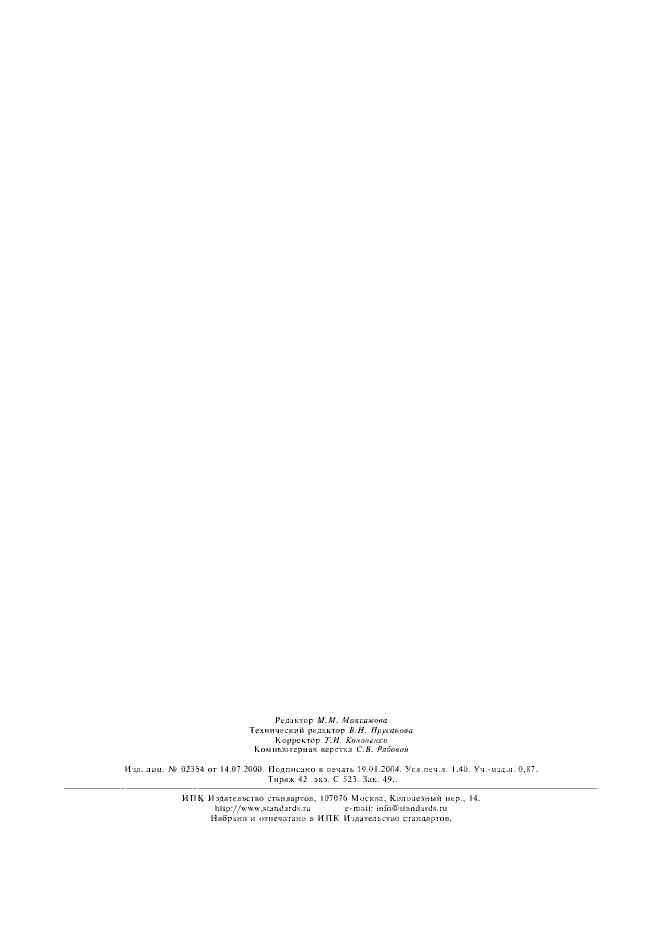 Редактор М.М. Максимова
Технический редактор В.Н. Прусакова
Корректор Т.И. Кононенко
Компьютерная верстка С.В. Рябовой
Изд. лиц. № 02354 от 14.07.2000. Подписано в печать 19.01.2004. Усл.печ.л. 1,40. Уч.-изд.л. 0,87.
Тираж 42 экз. С 523. Зак. 49.
ИПК Издательство стандартов, 107076 Москва, Колодезный пер., 14.
http://www.standards.ru e-mail: info@standards.ru
Набрано и отпечатано в ИПК Издательство стандартов.